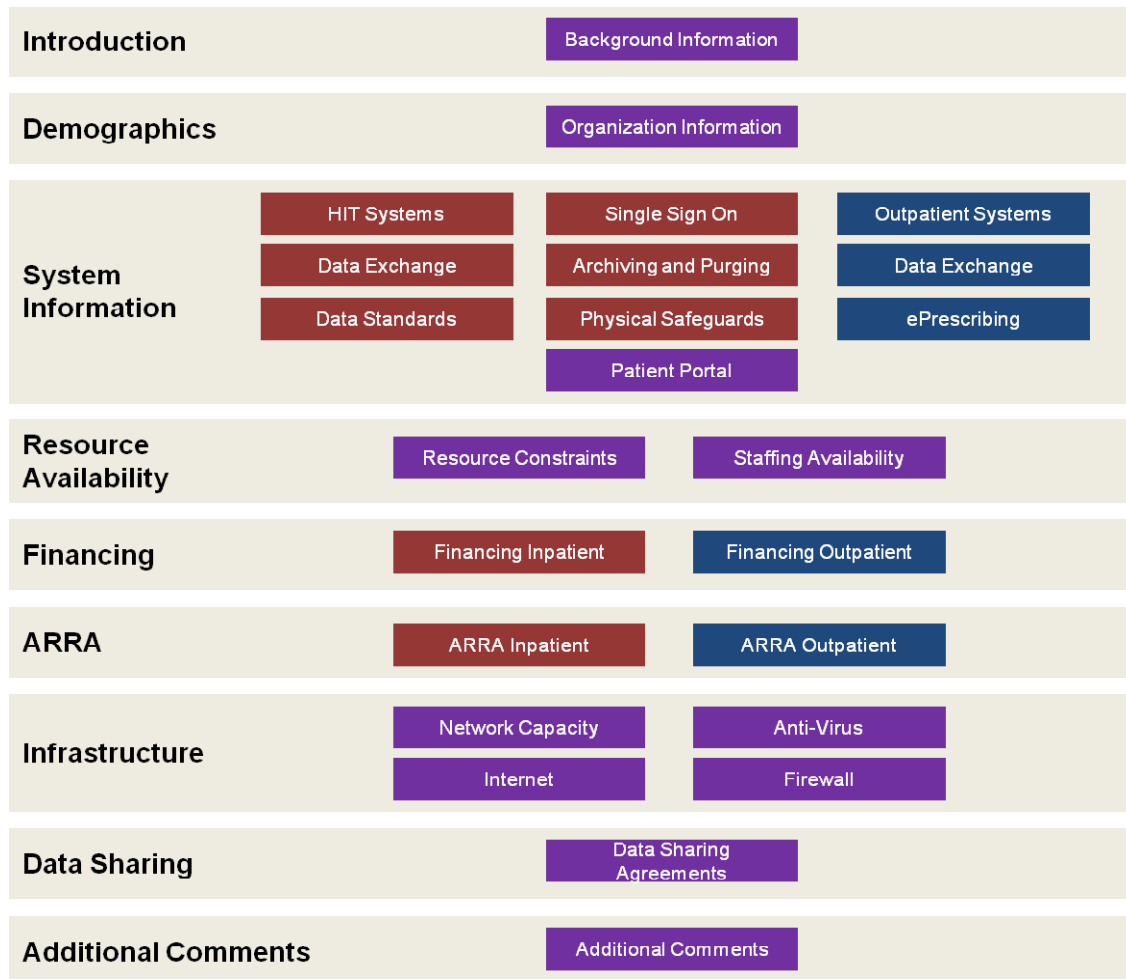 Introduction
Background Information
Demographics
Organization Information
System
Information
HIT Systems
Single Sign On
Outpatient Systems
Data Exchange
Archiving and Purging
Data Exchange
Data Standards
Physical Safeguards
ePrescribing
Patient Portal
Resource
Availability
Resource Constraints
Staffing Availability
Financing
Financing Inpatient
Financing Outpatient
ARRA
ARRA Inpatient
ARRA Outpatient
Infrastructure
Network Capacity
Anti-Virus
Internet
Firewall
Data Sharing
Data Sharing
Agreements
Additional Comments
Additional Comments